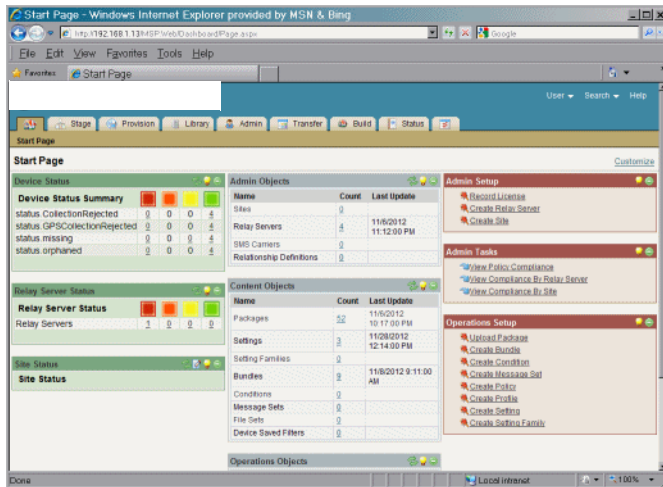 Start Page - Windows Internet Explorer provided by MSN & Bing
http://192.168.1.13/MSP.Web/Dashboard/Page.aspx
Google
File Edit View Favorites Tools Help
Favorites Start Page
User Search Help
Stage Provision Library Admin Transfer Build Status
Start Page
Start Page
Customize
Device Status
Device Status Summary
status.CollectionRejected 0 0 0 4
status.GPSCollectionRejected 0 0 0 4
status.missing 0 0 0 4
status.orphaned 0 0 0 4
Relay Server Status
Relay Server Status
Relay Servers 1 0 0 0
Site Status
Site Status
Admin Objects
Name Count Last Update
Sites 0
Relay Servers 4 11/6/2012 11:12:00 PM
SMS Carriers 0
Relationship Definitions 0
Content Objects
Name Count Last Update
Packages 52 11/6/2012 10:17:00 PM
Settings 3 11/28/2012 12:14:00 PM
Setting Families 0
Bundles 9 11/8/2012 9:11:00 AM
Conditions 0
Message Sets 0
File Sets 0
Device Saved Filters 0
Operations Objects
Admin Setup
Record License
Create Relay Server
Create Site
Admin Tasks
View Policy Compliance
View Compliance By Relay Server
View Compliance By Site
Operations Setup
Upload Package
Create Bundle
Create Condition
Create Message Set
Create Policy
Create Profile
Create Setting
Create Setting Family
Done
Local intranet
100%